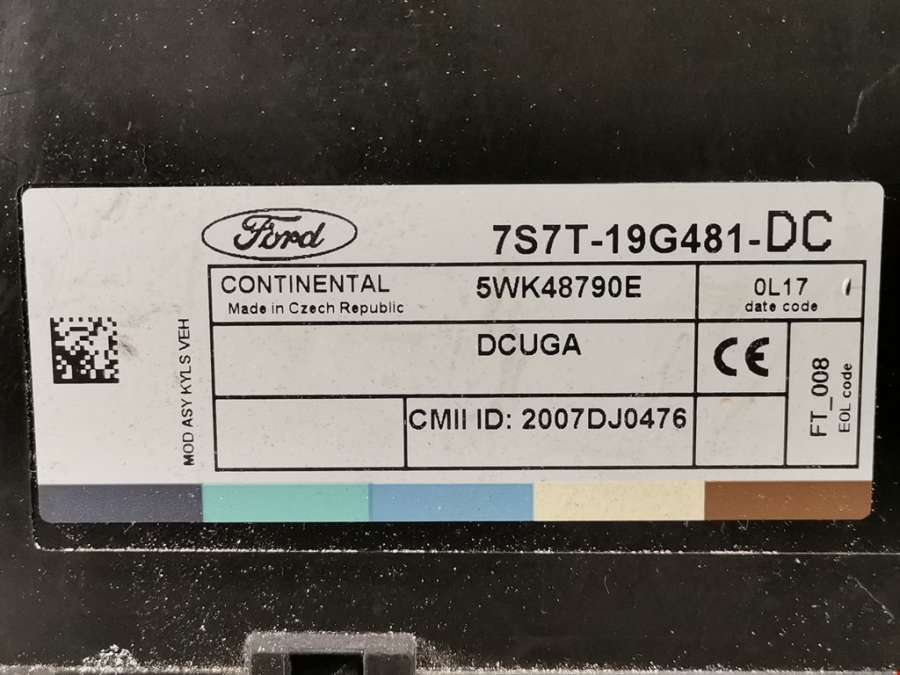 Ford
7S7T-19G481-DC
CONTINENTAL
Made in Czech Republic
5WK48790E
0L17
date code
MOD ASY KYLS VEH
DCUGA
CE
FT_008
EOL code
CMII ID: 2007DJ0476